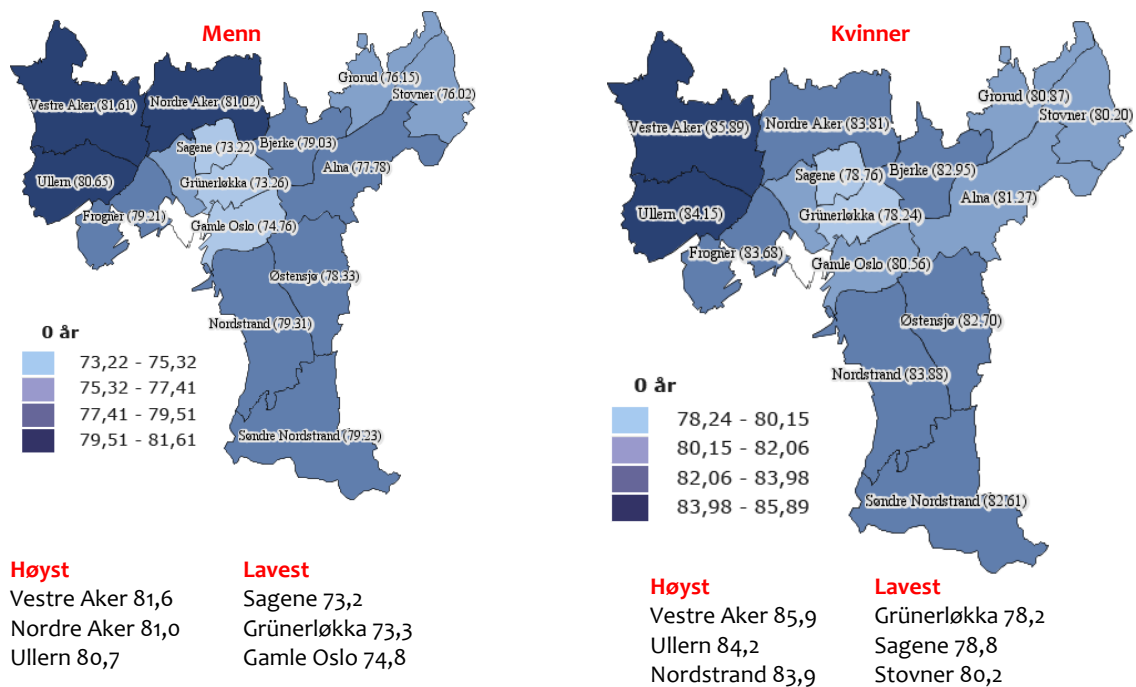 Menn
Vestre Aker (81,61)
Nordre Aker (81,02)
Grorud (76.15)
Stovner (76.02)
Sagene (73.22)
Bjerke (79.03)
Alna (77.78)
Ullern (80.65)
Grünerløkka (73.26)
Frogner (79.21)
Gamle Oslo (74.76)
Østensjø (78.33)
Nordstrand (79.31)
Søndre Nordstrand (79.23)
0 år
73,22 - 75,32
75,32 - 77,41
77,41 - 79,51
79,51 - 81,61
Høyst
Vestre Aker 81,6
Nordre Aker 81,0
Ullern 80,7
Lavest
Sagene 73,2
Grünerløkka 73,3
Gamle Oslo 74,8
Kvinner
Grorud (80.87)
Stovner (80.20)
Vestre Aker (85,89)
Nordre Aker (83,81)
Sagene (78.76)
Bjerke (82.95)
Alna (81.27)
Ullern (84,15)
Grünerløkka (78.24)
Frogner (83.68)
Gamle Oslo (80.56)
Østensjø (82.70)
Nordstrand (83.88)
Søndre Nordstrand (82.61)
0 år
78,24 - 80,15
80,15 - 82,06
82,06 - 83,98
83,98 - 85,89
Høyst
Vestre Aker 85,9
Ullern 84,2
Nordstrand 83,9
Lavest
Grünerløkka 78,2
Sagene 78,8
Stovner 80,2